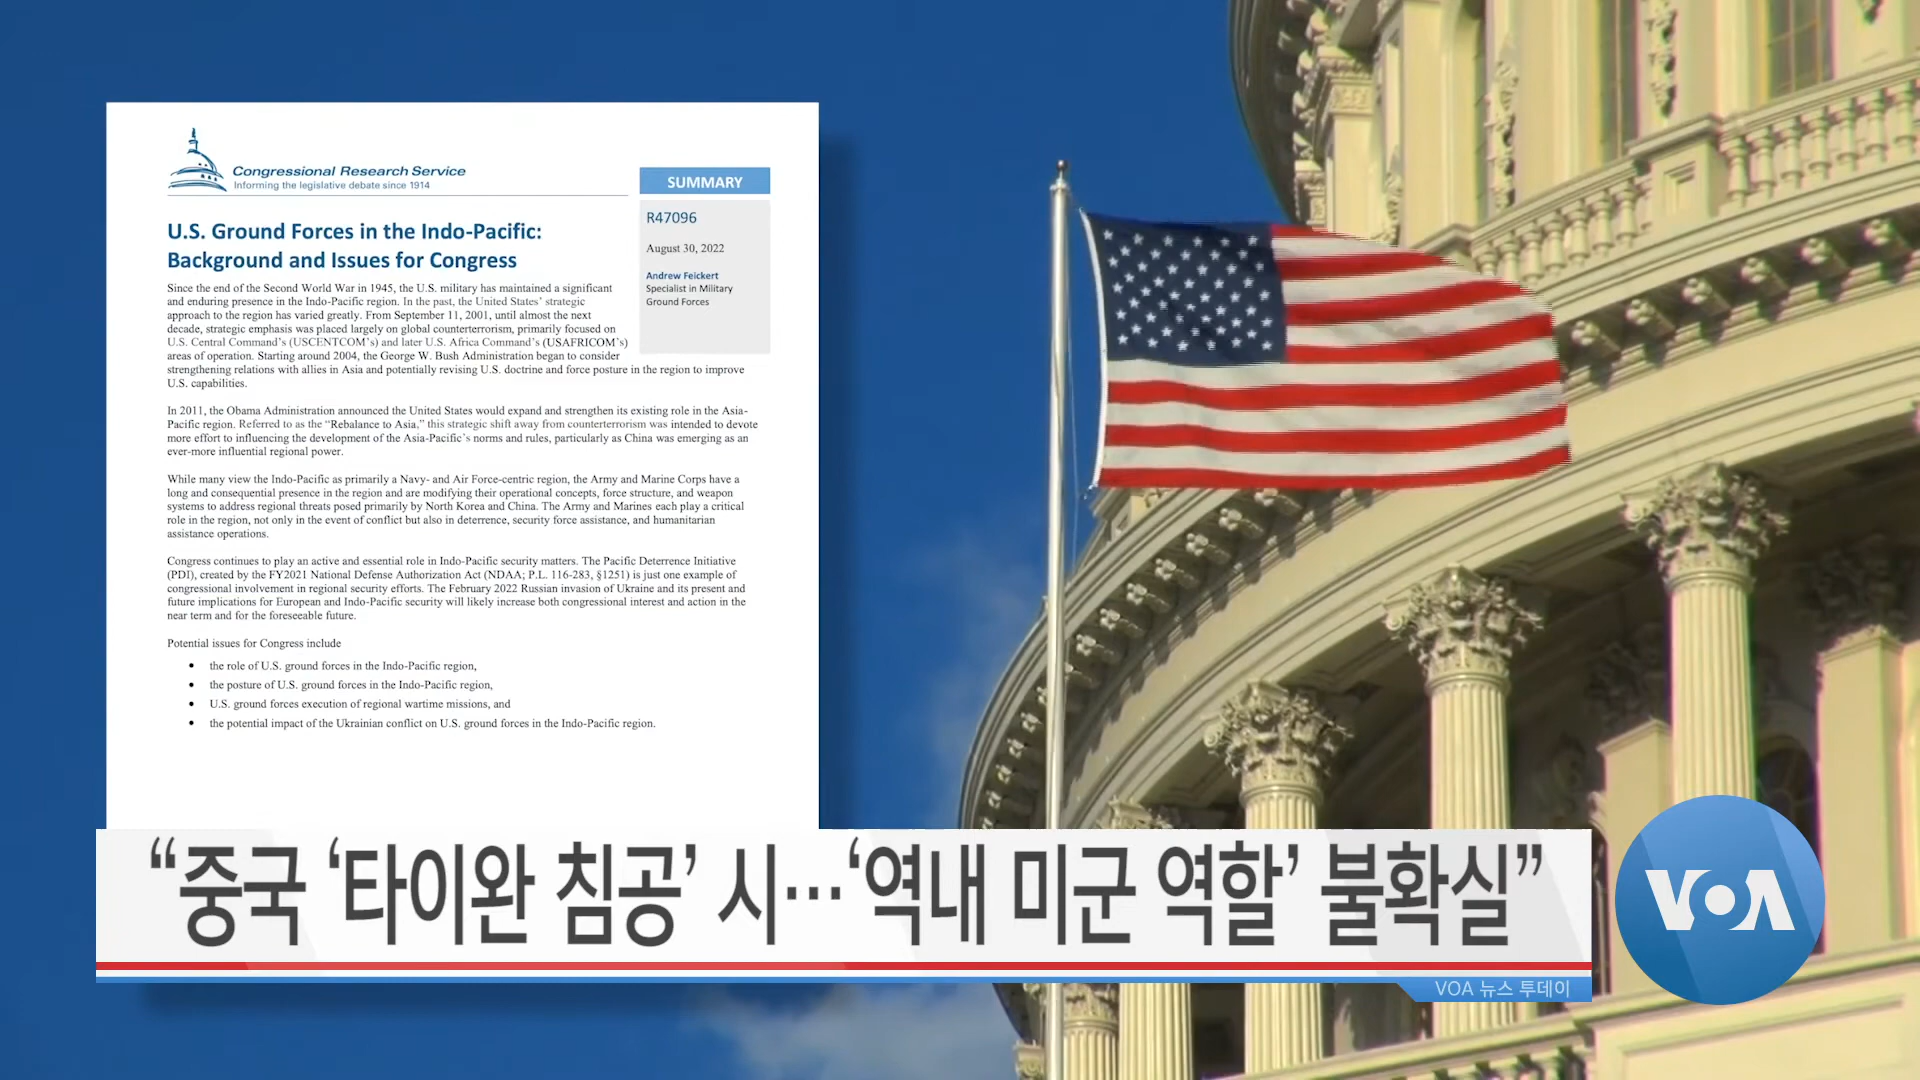 Congressional Research Service
Informing the legislative debate since 1914
SUMMARY
R47096
August 30, 2022
Andrew Feickert
Specialist in Military
Ground Forces
U.S. Ground Forces in the Indo-Pacific:
Background and Issues for Congress
Since the end of the Second World War in 1945, the U.S. military has maintained a significant
and enduring presence in the Indo-Pacific region. In the past, the United States' strategic
approach to the region has varied greatly. From September 11, 2001, until almost the next
decade, strategic emphasis was placed largely on global counterterrorism, primarily focused on
U.S. Central Command's (USCENTCOM's) and later U.S. Africa Command's (USAFRICOM's)
areas of operation. Starting around 2004, the George W. Bush Administration began to consider
strengthening relations with allies in Asia and potentially revising U.S. doctrine and force posture in the region to improve
U.S. capabilities.
In 2011, the Obama Administration announced the United States would expand and strengthen its existing role in the Asia-
Pacific region. Referred to as the “Rebalance to Asia,” this strategic shift away from counterterrorism was intended to devote
more effort to influencing the development of the Asia-Pacific's norms and rules, particularly as China was emerging as an
ever-more influential regional power.
While many view the Indo-Pacific as primarily a Navy- and Air Force-centric region, the Army and Marine Corps have a
long and consequential presence in the region and are modifying their operational concepts, force structure, and weapon
systems to address regional threats posed primarily by North Korea and China. The Army and Marines each play a critical
role in the region, not only in the event of conflict but also in deterrence, security force assistance, and humanitarian
assistance operations.
Congress continues to play an active and essential role in Indo-Pacific security matters. The Pacific Deterrence Initiative
(PDI), created by the FY2021 National Defense Authorization Act (NDAA; P.L. 116-283, §1251) is just one example of
congressional involvement in regional security efforts. The February 2022 Russian invasion of Ukraine and its present and
future implications for European and Indo-Pacific security will likely increase both congressional interest and action in the
near term and for the foreseeable future.
Potential issues for Congress include
• the role of U.S. ground forces in the Indo-Pacific region,
• the posture of U.S. ground forces in the Indo-Pacific region,
• U.S. ground forces execution of regional wartime missions, and
• the potential impact of the Ukrainian conflict on U.S. ground forces in the Indo-Pacific region.
“중국 ‘타이완 침공’ 시…‘역내 미군 역할’ 불확실”
VOA
VOA 뉴스 투데이